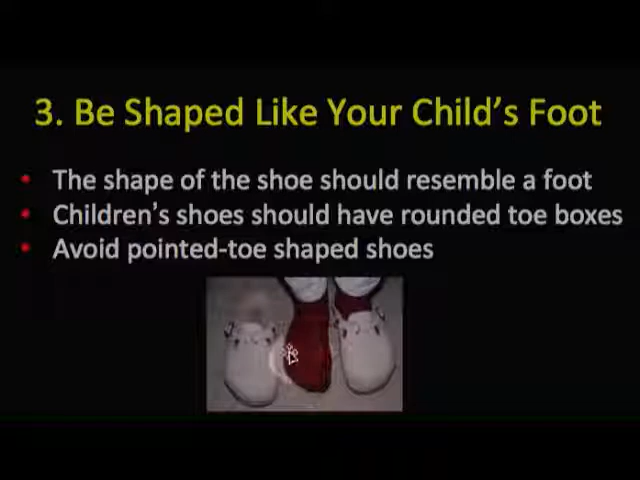 3. Be Shaped Like Your Child's Foot
• The shape of the shoe should resemble a foot
• Children's shoes should have rounded toe boxes
• Avoid pointed-toe shaped shoes